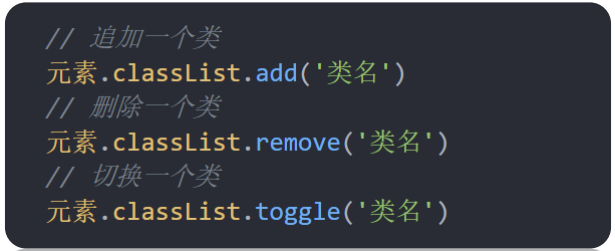 // 追加一个类
元素.classList.add('类名')
// 删除一个类
元素.classList.remove('类名')
// 切换一个类
元素.classList.toggle('类名')